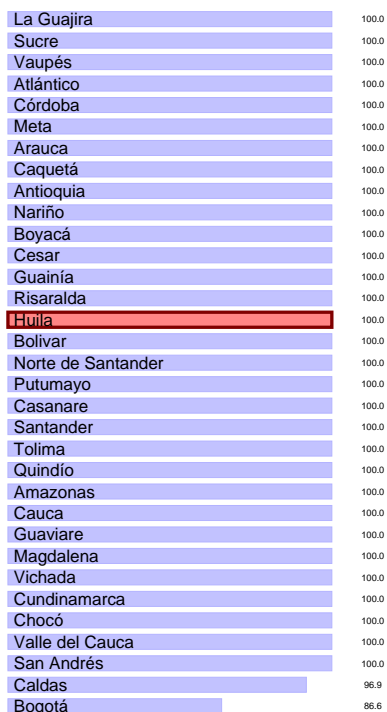 La Guajira 100.0
Sucre 100.0
Vaupés 100.0
Atlántico 100.0
Córdoba 100.0
Meta 100.0
Arauca 100.0
Caquetá 100.0
Antioquia 100.0
Nariño 100.0
Boyacá 100.0
Cesar 100.0
Guainía 100.0
Risaralda 100.0
Huila 100.0
Bolivar 100.0
Norte de Santander 100.0
Putumayo 100.0
Casanare 100.0
Santander 100.0
Tolima 100.0
Quindío 100.0
Amazonas 100.0
Cauca 100.0
Guaviare 100.0
Magdalena 100.0
Vichada 100.0
Cundinamarca 100.0
Chocó 100.0
Valle del Cauca 100.0
San Andrés 100.0
Caldas 96.9
Bogotá 86.6